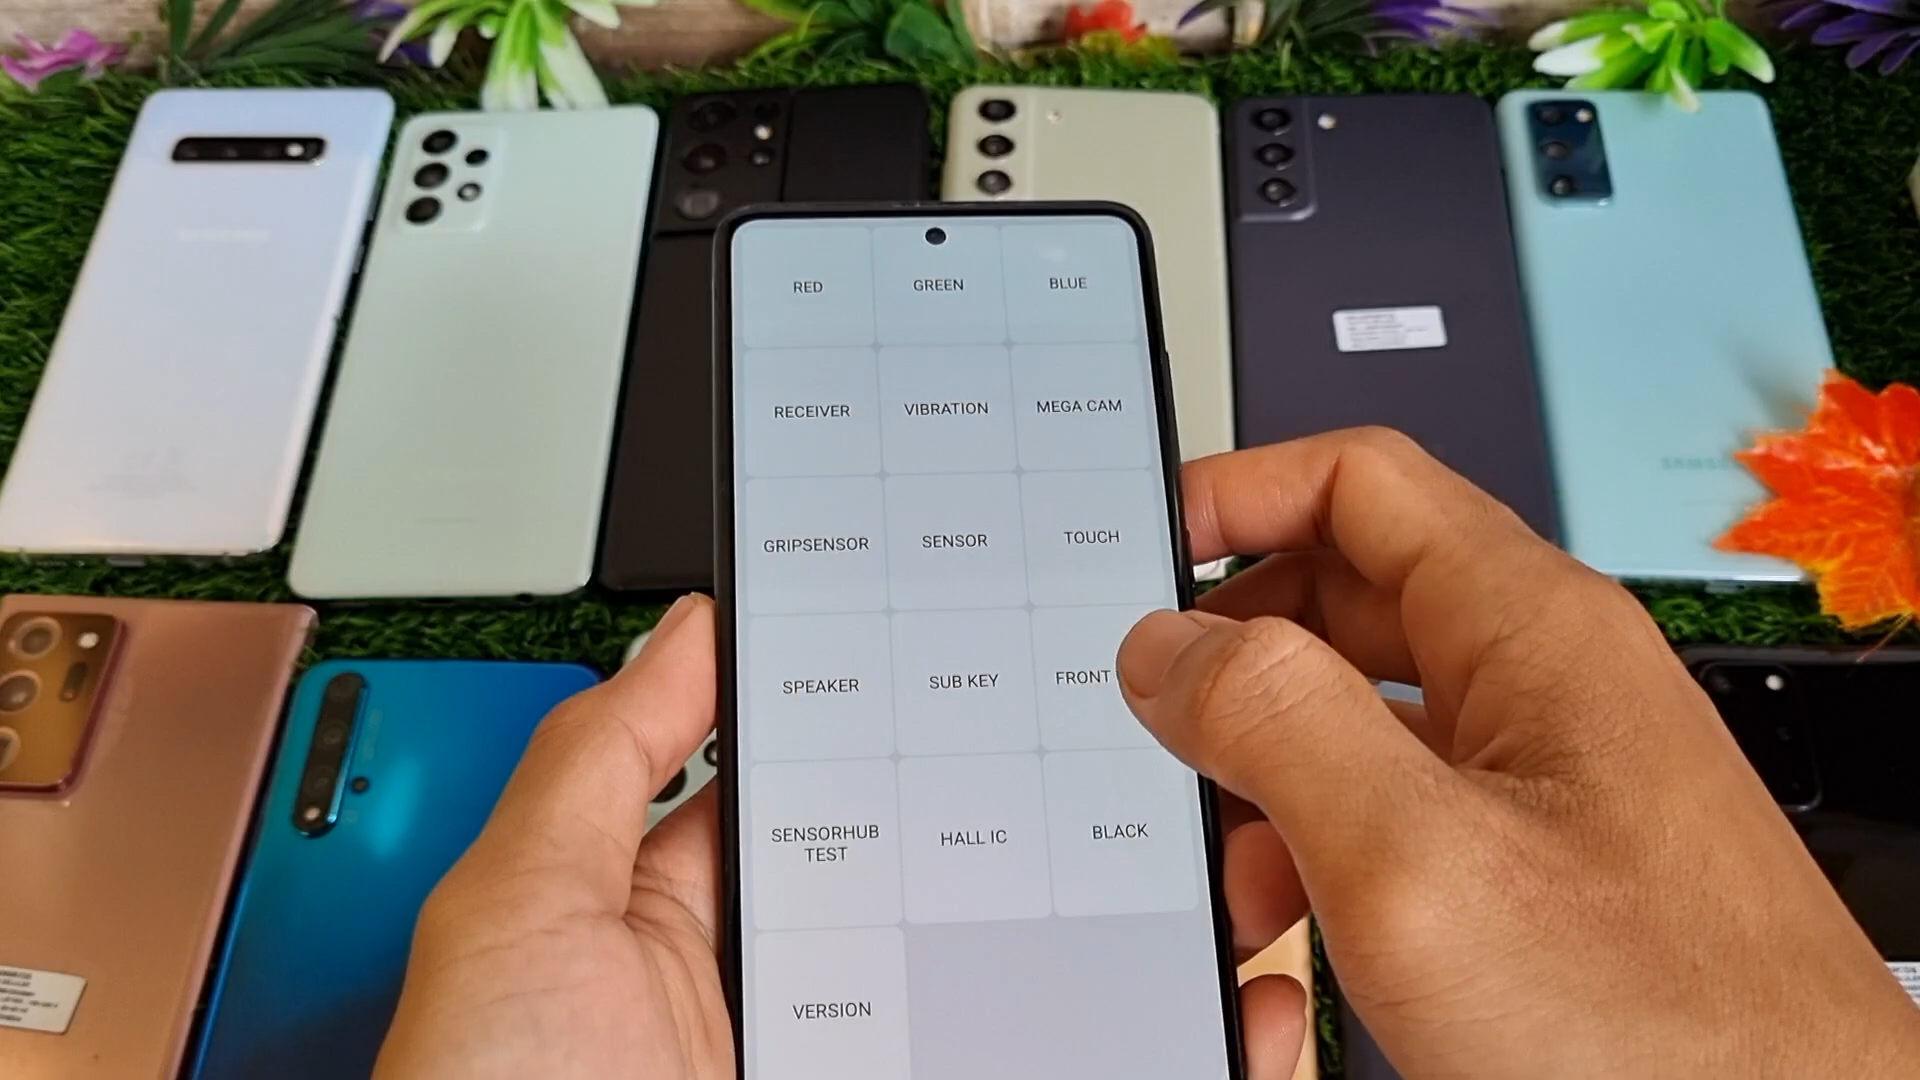 RED
GREEN
BLUE
RECEIVER
VIBRATION
MEGA CAM
GRIPSENSOR
SENSOR
TOUCH
SPEAKER
SUB KEY
FRONT
SENSORHUB
TEST
HALL IC
BLACK
VERSION